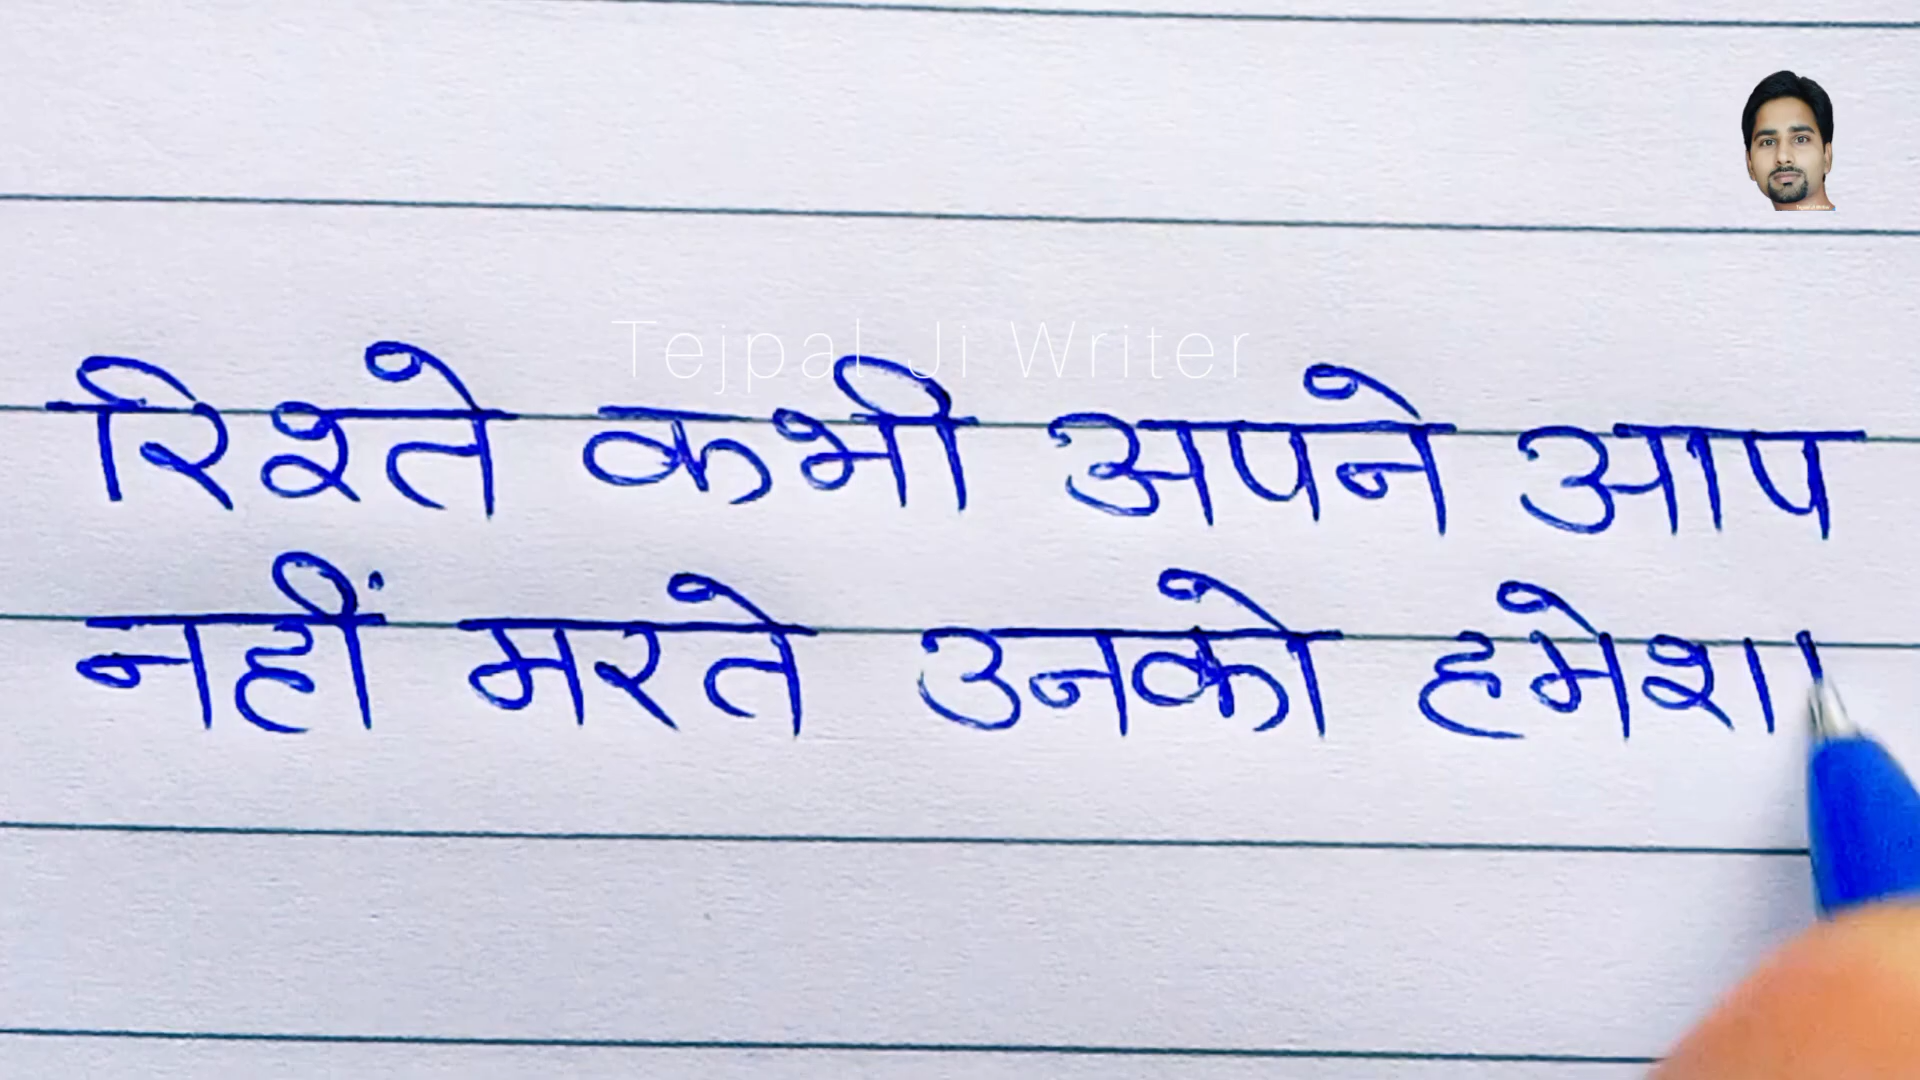 Tejpal Ji Writer
रिश्ते कभी अपने आप
नहीं मरते उनको हमेशा